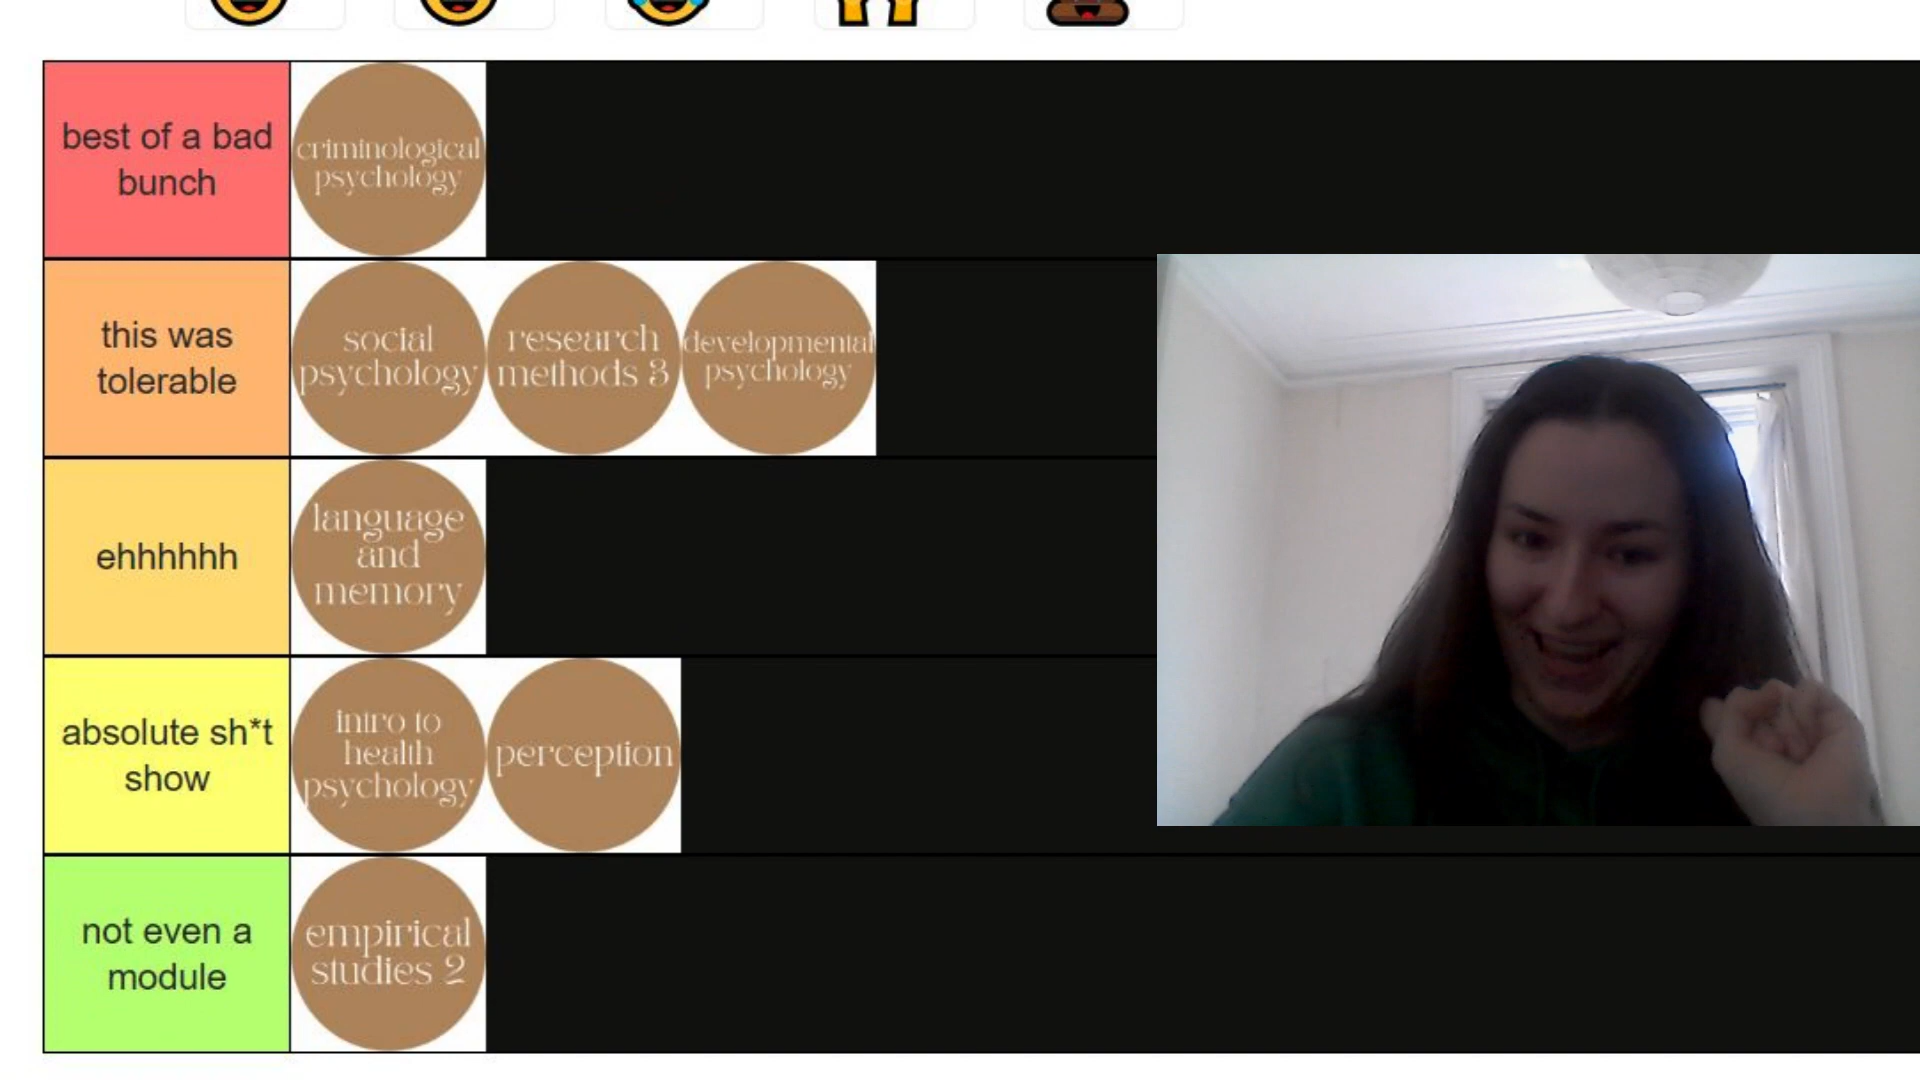 best of a bad
bunch
criminological
psychology
this was
tolerable
social
psychology
research
methods 3
developmental
psychology
ehhhhhh
language
and
memory
absolute sh*t
show
intro to
health
psychology
perception
not even a
module
empirical
studies 2